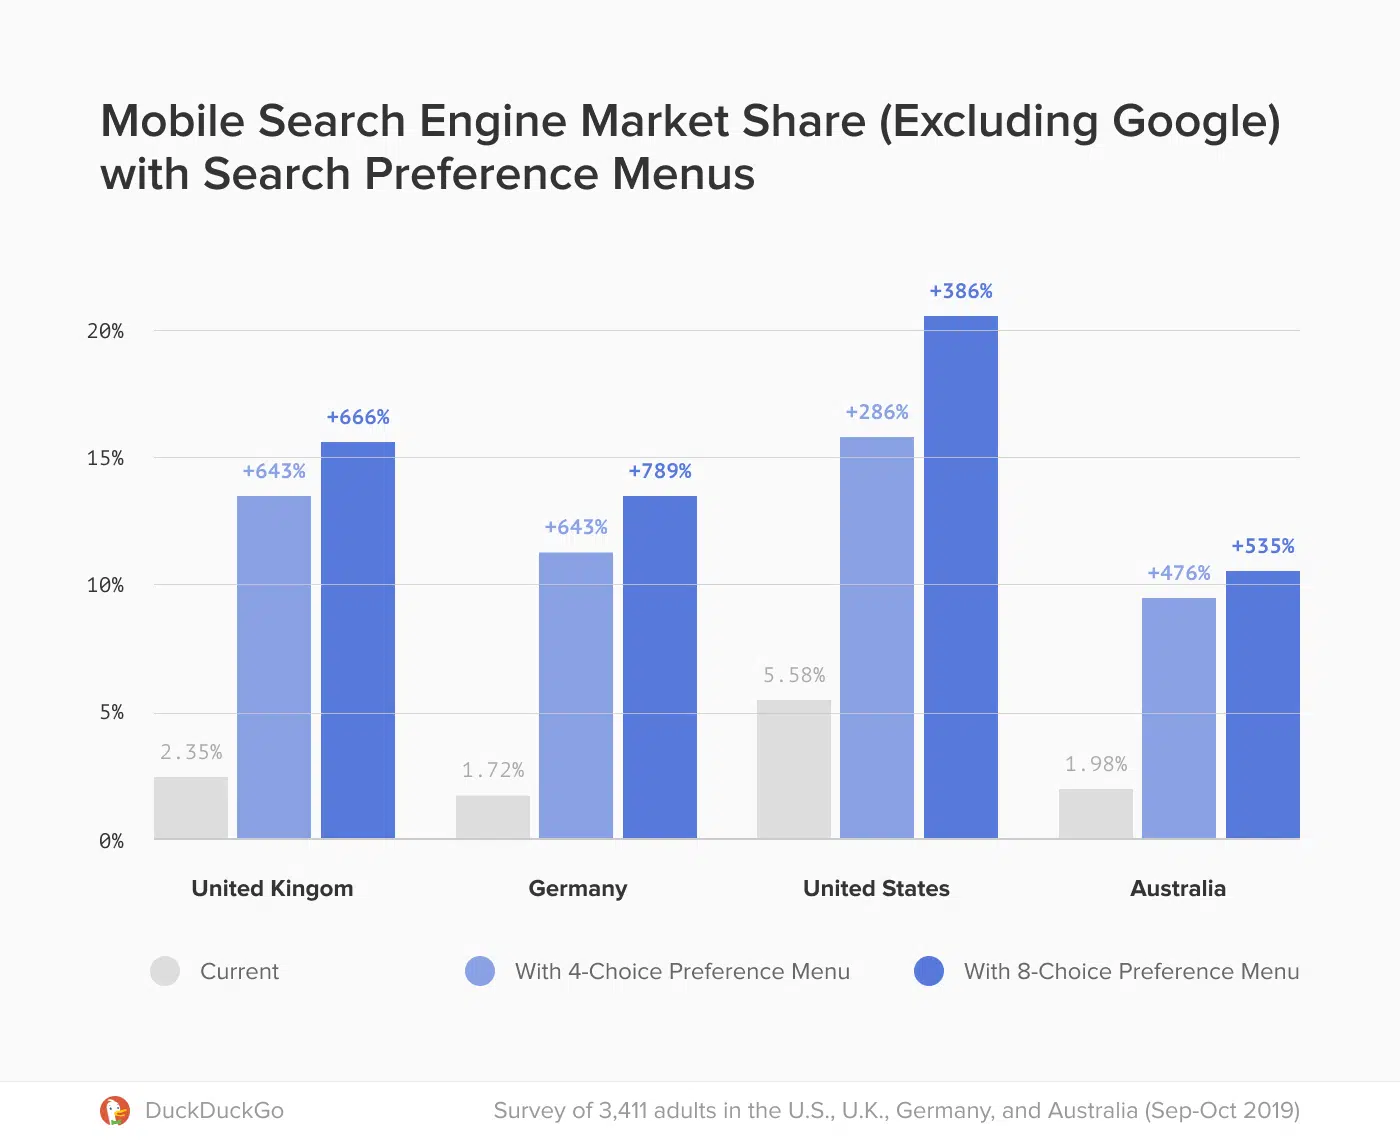 Mobile Search Engine Market Share (Excluding Google)
with Search Preference Menus
+386%
20%
+286%
+666%
15%
+643%
+789%
+643%
+535%
10%
+476%
5.58%
5%
2.35%
1.72%
1.98%
0%
United Kingom
Germany
United States
Australia
Current
With 4-Choice Preference Menu
With 8-Choice Preference Menu
DuckDuckGo
Survey of 3,411 adults in the U.S., U.K., Germany, and Australia (Sep-Oct 2019)